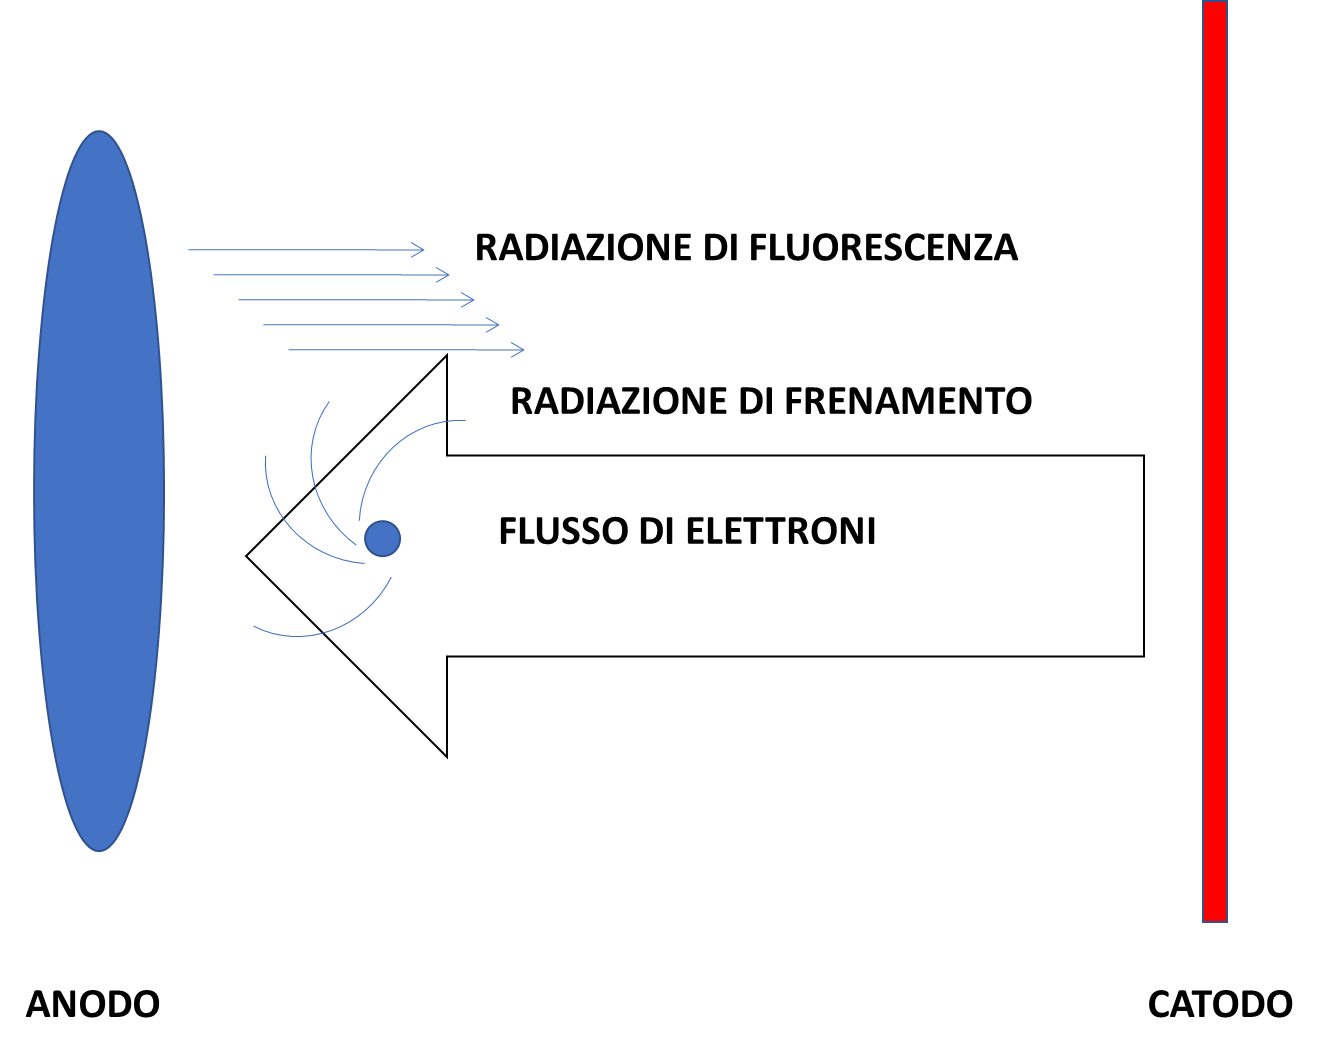 RADIAZIONE DI FLUORESCENZA
RADIAZIONE DI FRENAMENTO
FLUSSO DI ELETTRONI
ANODO
CATODO